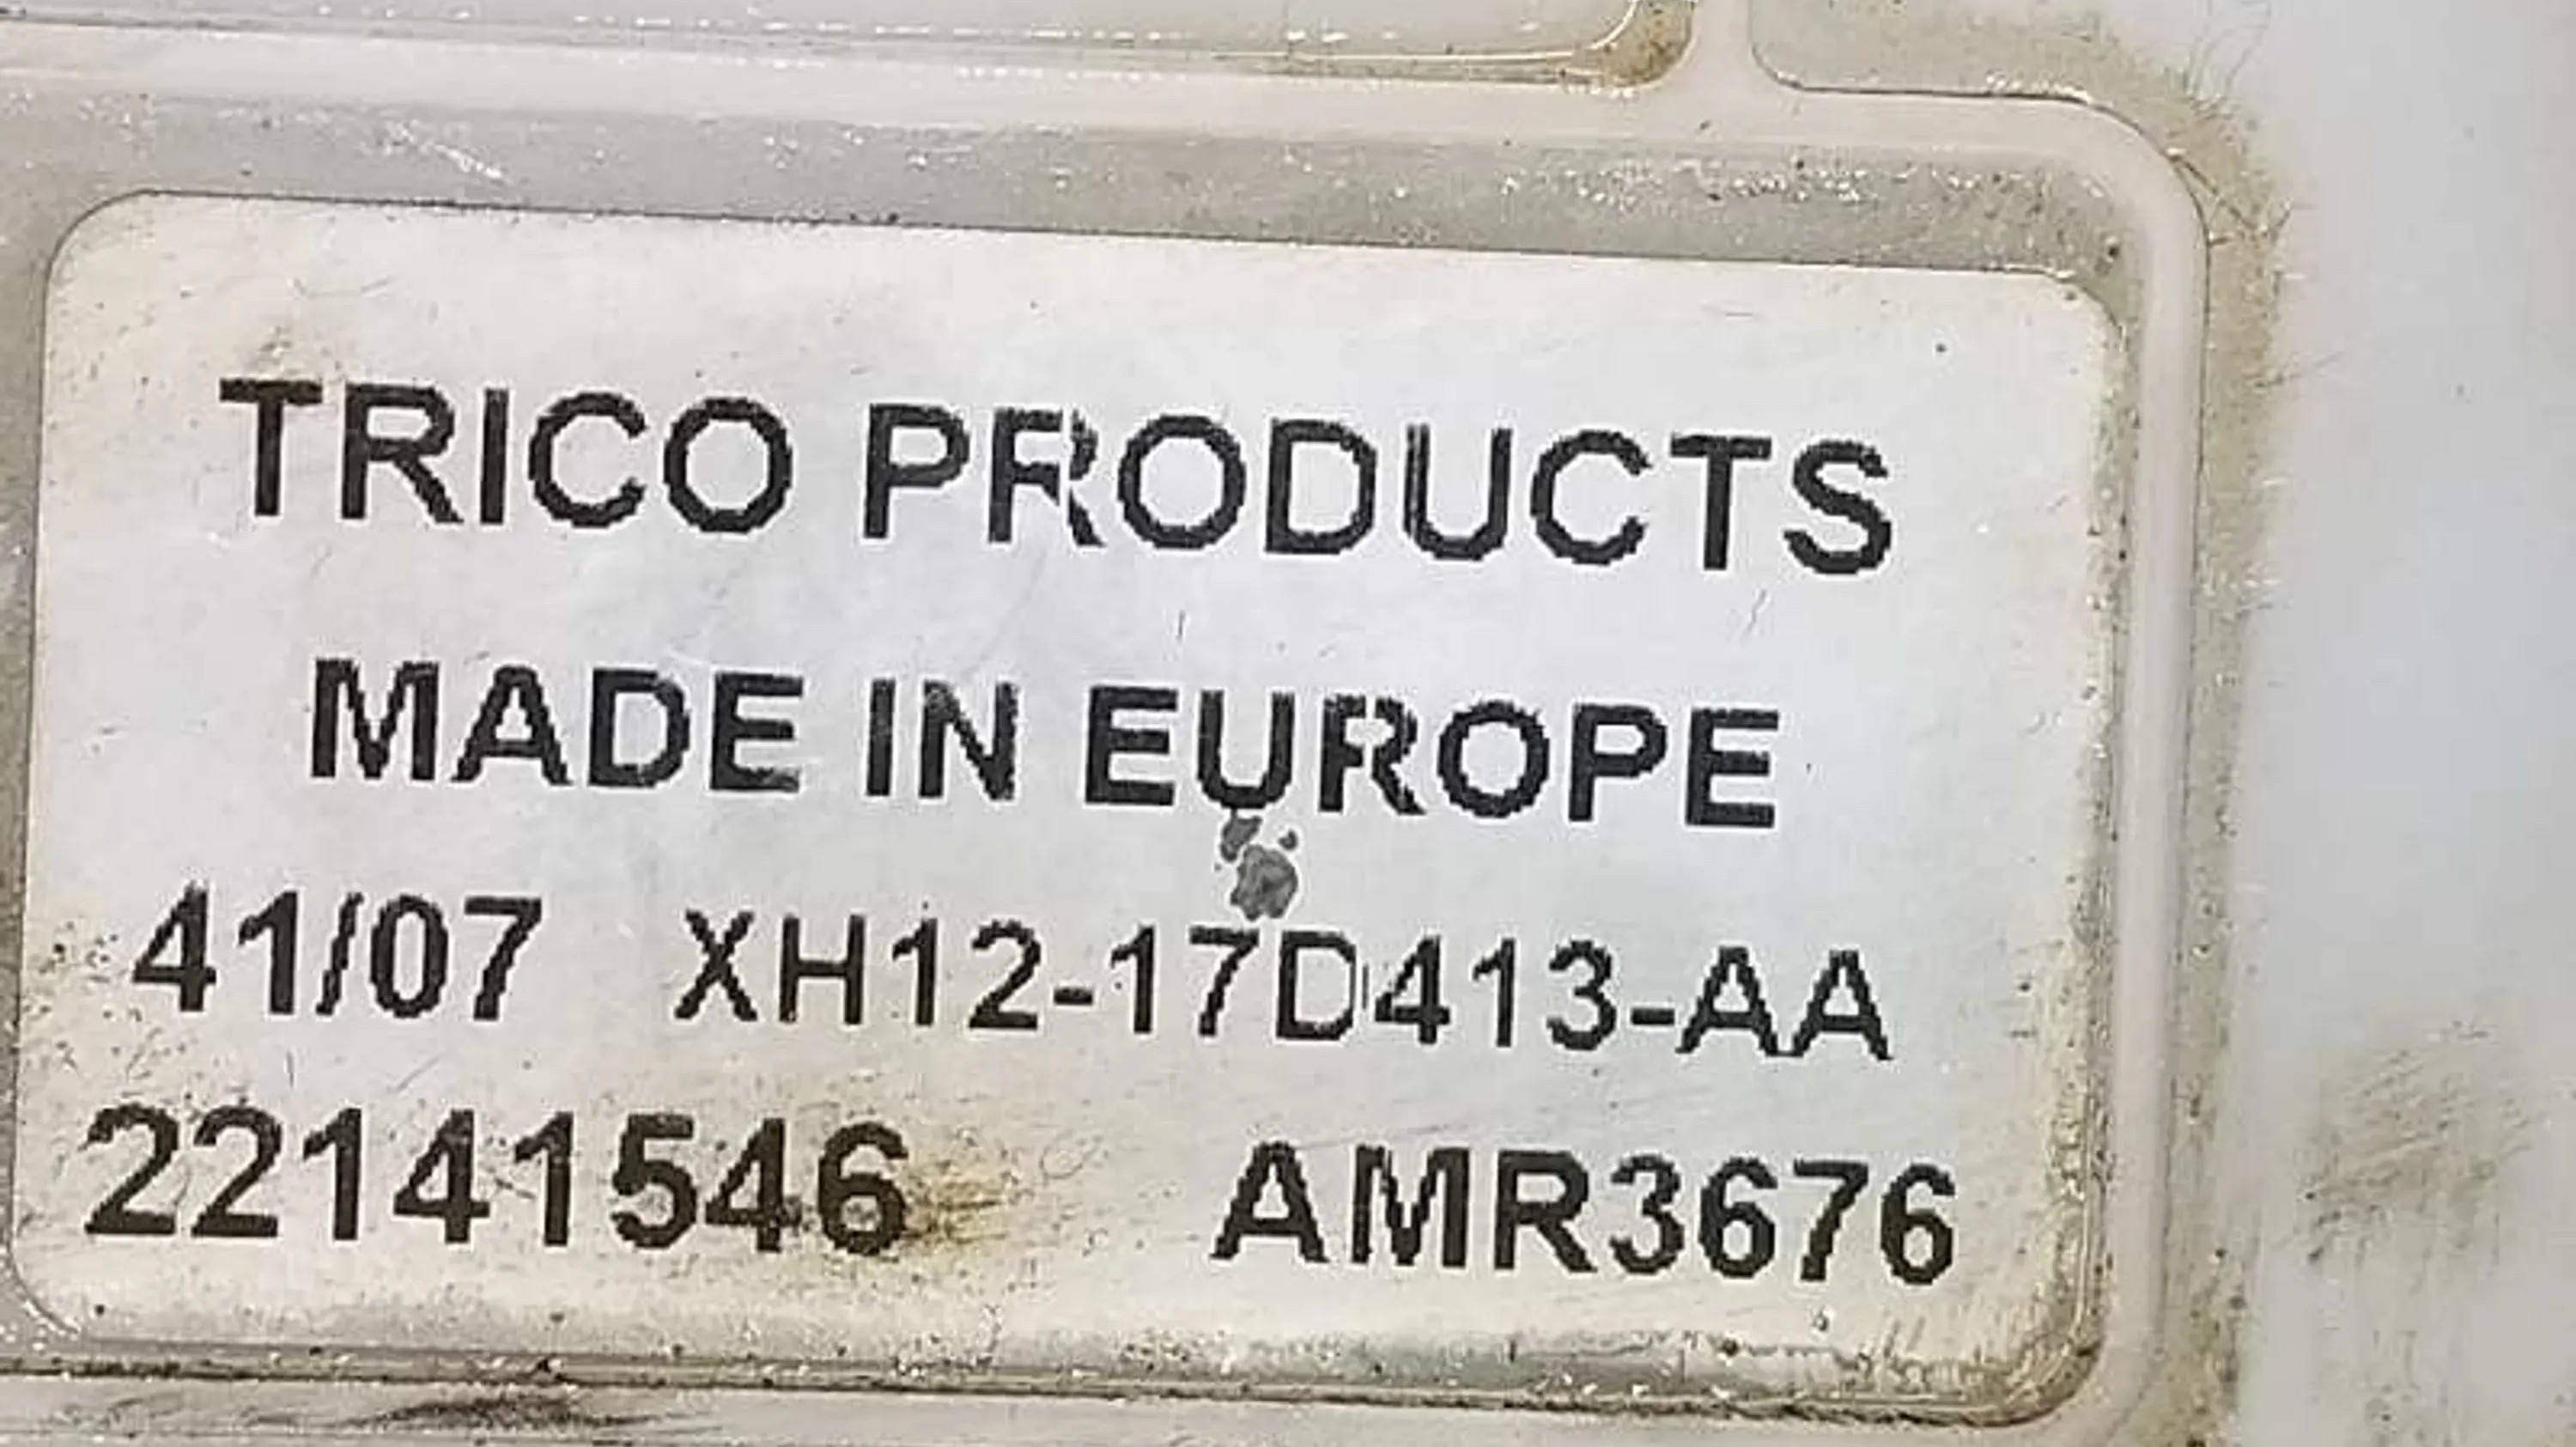 TRICO PRODUCTS
MADE IN EUROPE
41/07 XH12-17D413-AA
22141546 AMR3676